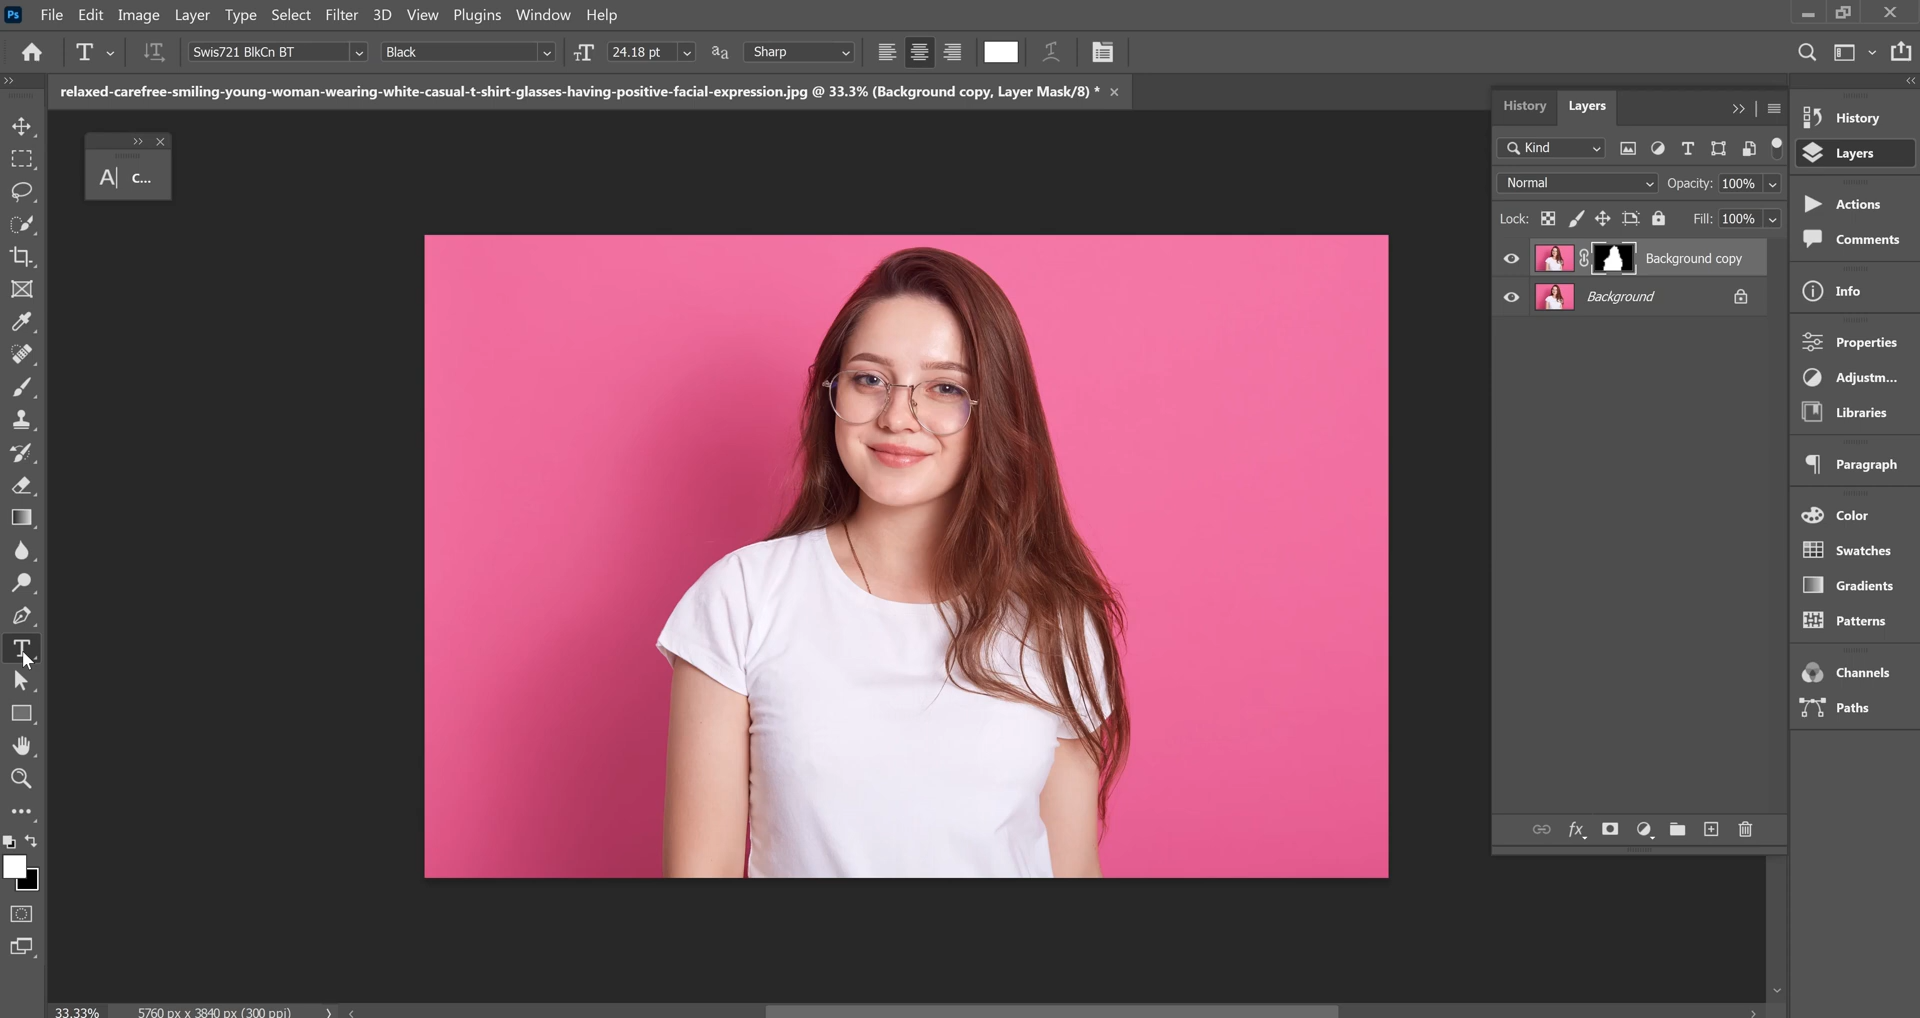 Ps File Edit Image Layer Type Select Filter 3D View Plugins Window Help
Swis721 BlkCn BT Black 24.18 pt aa Sharp
relaxed-carefree-smiling-young-woman-wearing-white-casual-t-shirt-glasses-having-positive-facial-expression.jpg @ 33.3% (Background copy, Layer Mask/8) *
C...
History Layers
Kind
Normal Opacity: 100%
Lock: Fill: 100%
Background copy
Background
History
Layers
Actions
Comments
Info
Properties
Adjustm...
Libraries
Paragraph
Color
Swatches
Gradients
Patterns
Channels
Paths
fx
33.33% 5760 px x 3840 px (300 ppi)